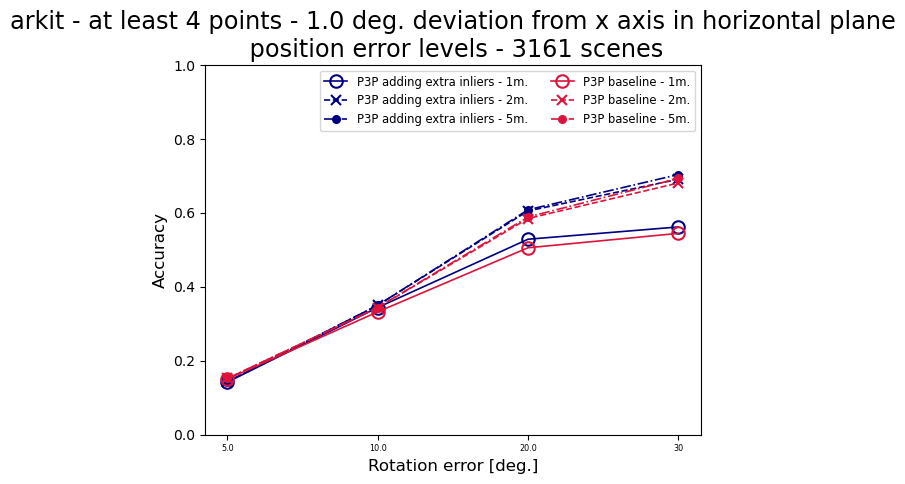 arkit - at least 4 points - 1.0 deg. deviation from x axis in horizontal plane
position error levels - 3161 scenes
1.0
P3P adding extra inliers - 1m.
P3P adding extra inliers - 2m.
P3P adding extra inliers - 5m.
P3P baseline - 1m.
P3P baseline - 2m.
P3P baseline - 5m.
0.8
0.6
Accuracy
0.4
0.2
0.0
5.0 10.0 20.0 30
Rotation error [deg.]